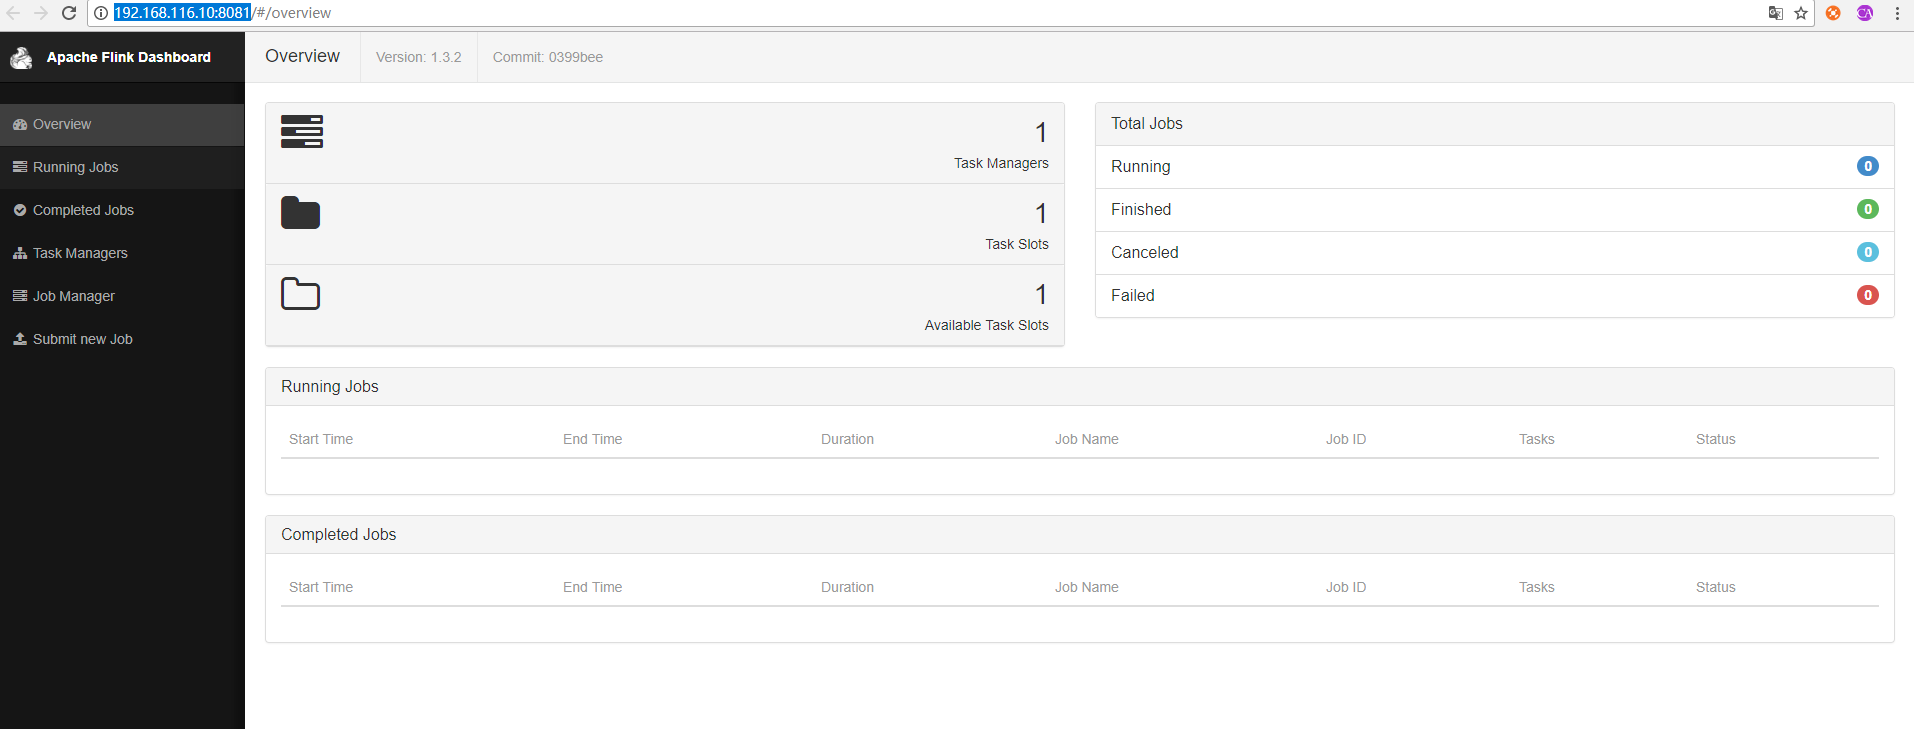 192.168.116.10:8081/#/overview
Apache Flink Dashboard
Overview
Running Jobs
Completed Jobs
Task Managers
Job Manager
Submit new Job
Overview
Version: 1.3.2
Commit: 0399bee
1
Task Managers
1
Task Slots
1
Available Task Slots
Total Jobs
Running 0
Finished 0
Canceled 0
Failed 0
Running Jobs
Start Time End Time Duration Job Name Job ID Tasks Status
Completed Jobs
Start Time End Time Duration Job Name Job ID Tasks Status